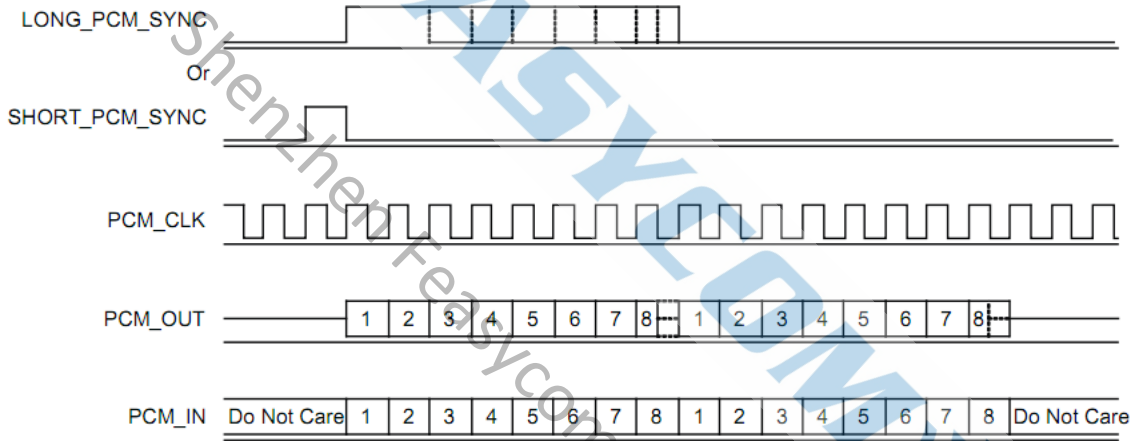 LONG_PCM_SYNC
Or
SHORT_PCM_SYNC
PCM_CLK
PCM_OUT 1 2 3 4 5 6 7 8 1 2 3 4 5 6 7 8
PCM_IN Do Not Care 1 2 3 4 5 6 7 8 1 2 3 4 5 6 7 8 Do Not Care
Shenzhen Feasycom
ASYCOM